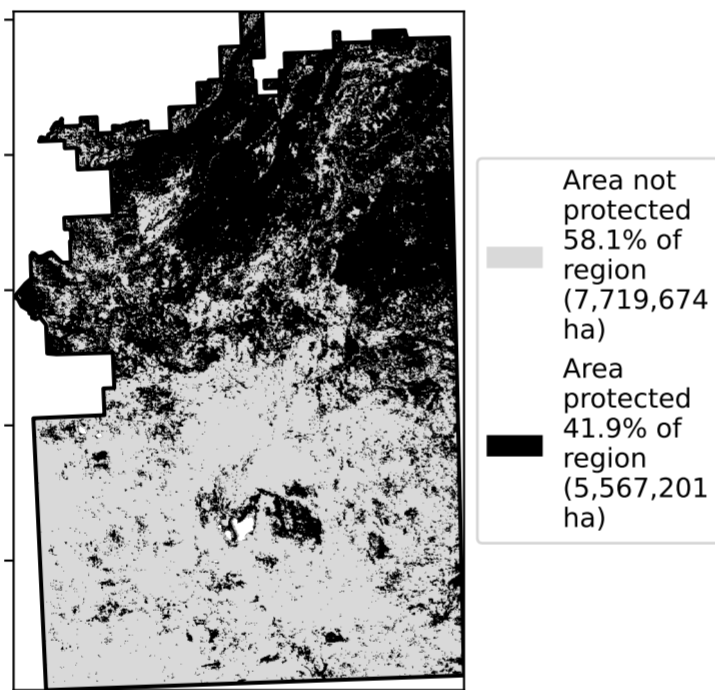 Area not
protected
58.1% of
region
(7,719,674
ha)
Area
protected
41.9% of
region
(5,567,201
ha)